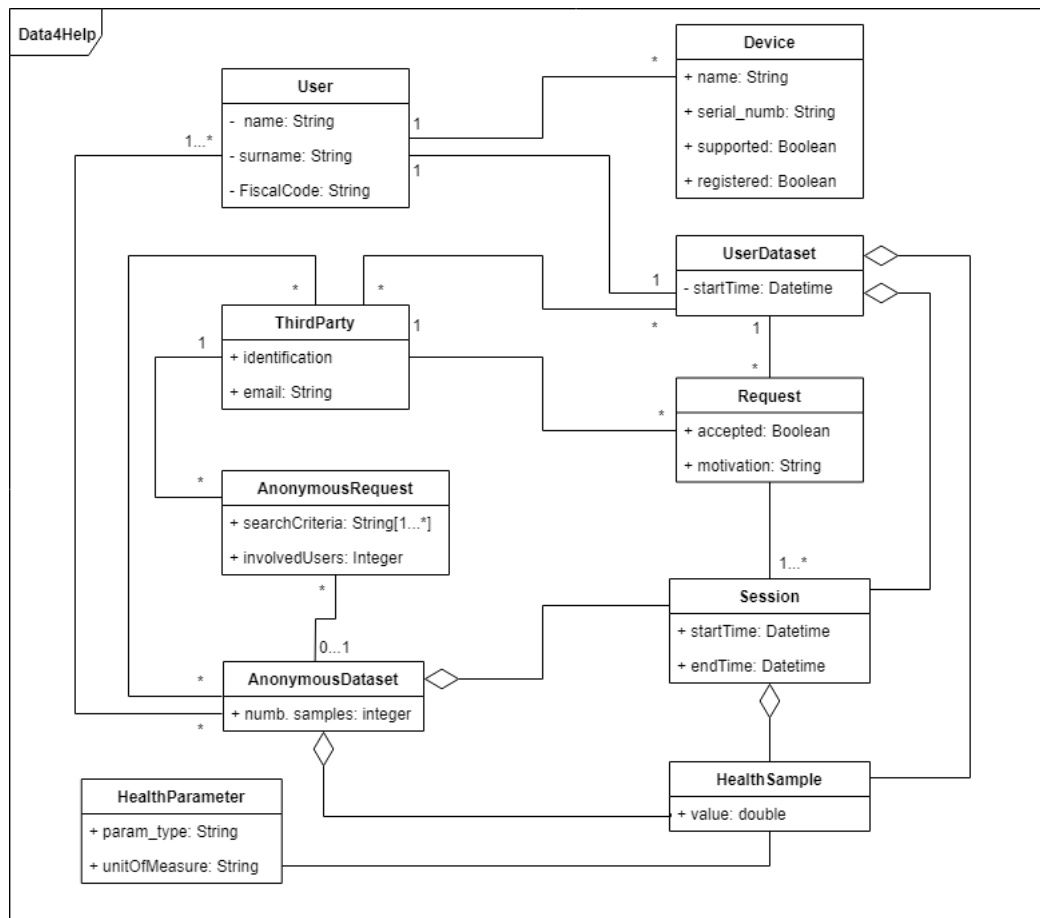 Data4Help
Device
+ name: String
+ serial_numb: String
+ supported: Boolean
+ registered: Boolean
*
User
- name: String
- surname: String
- FiscalCode: String
1
1
1...*
UserDataset
- startTime: Datetime
1
*
1
*
*
ThirdParty
+ identification
+ email: String
1
1
*
*
Request
+ accepted: Boolean
+ motivation: String
AnonymousRequest
+ searchCriteria: String[1...*]
+ involvedUsers: Integer
*
*
0...1
1...*
Session
+ startTime: Datetime
+ endTime: Datetime
AnonymousDataset
+ numb. samples: integer
*
*
HealthSample
+ value: double
HealthParameter
+ param_type: String
+ unitOfMeasure: String